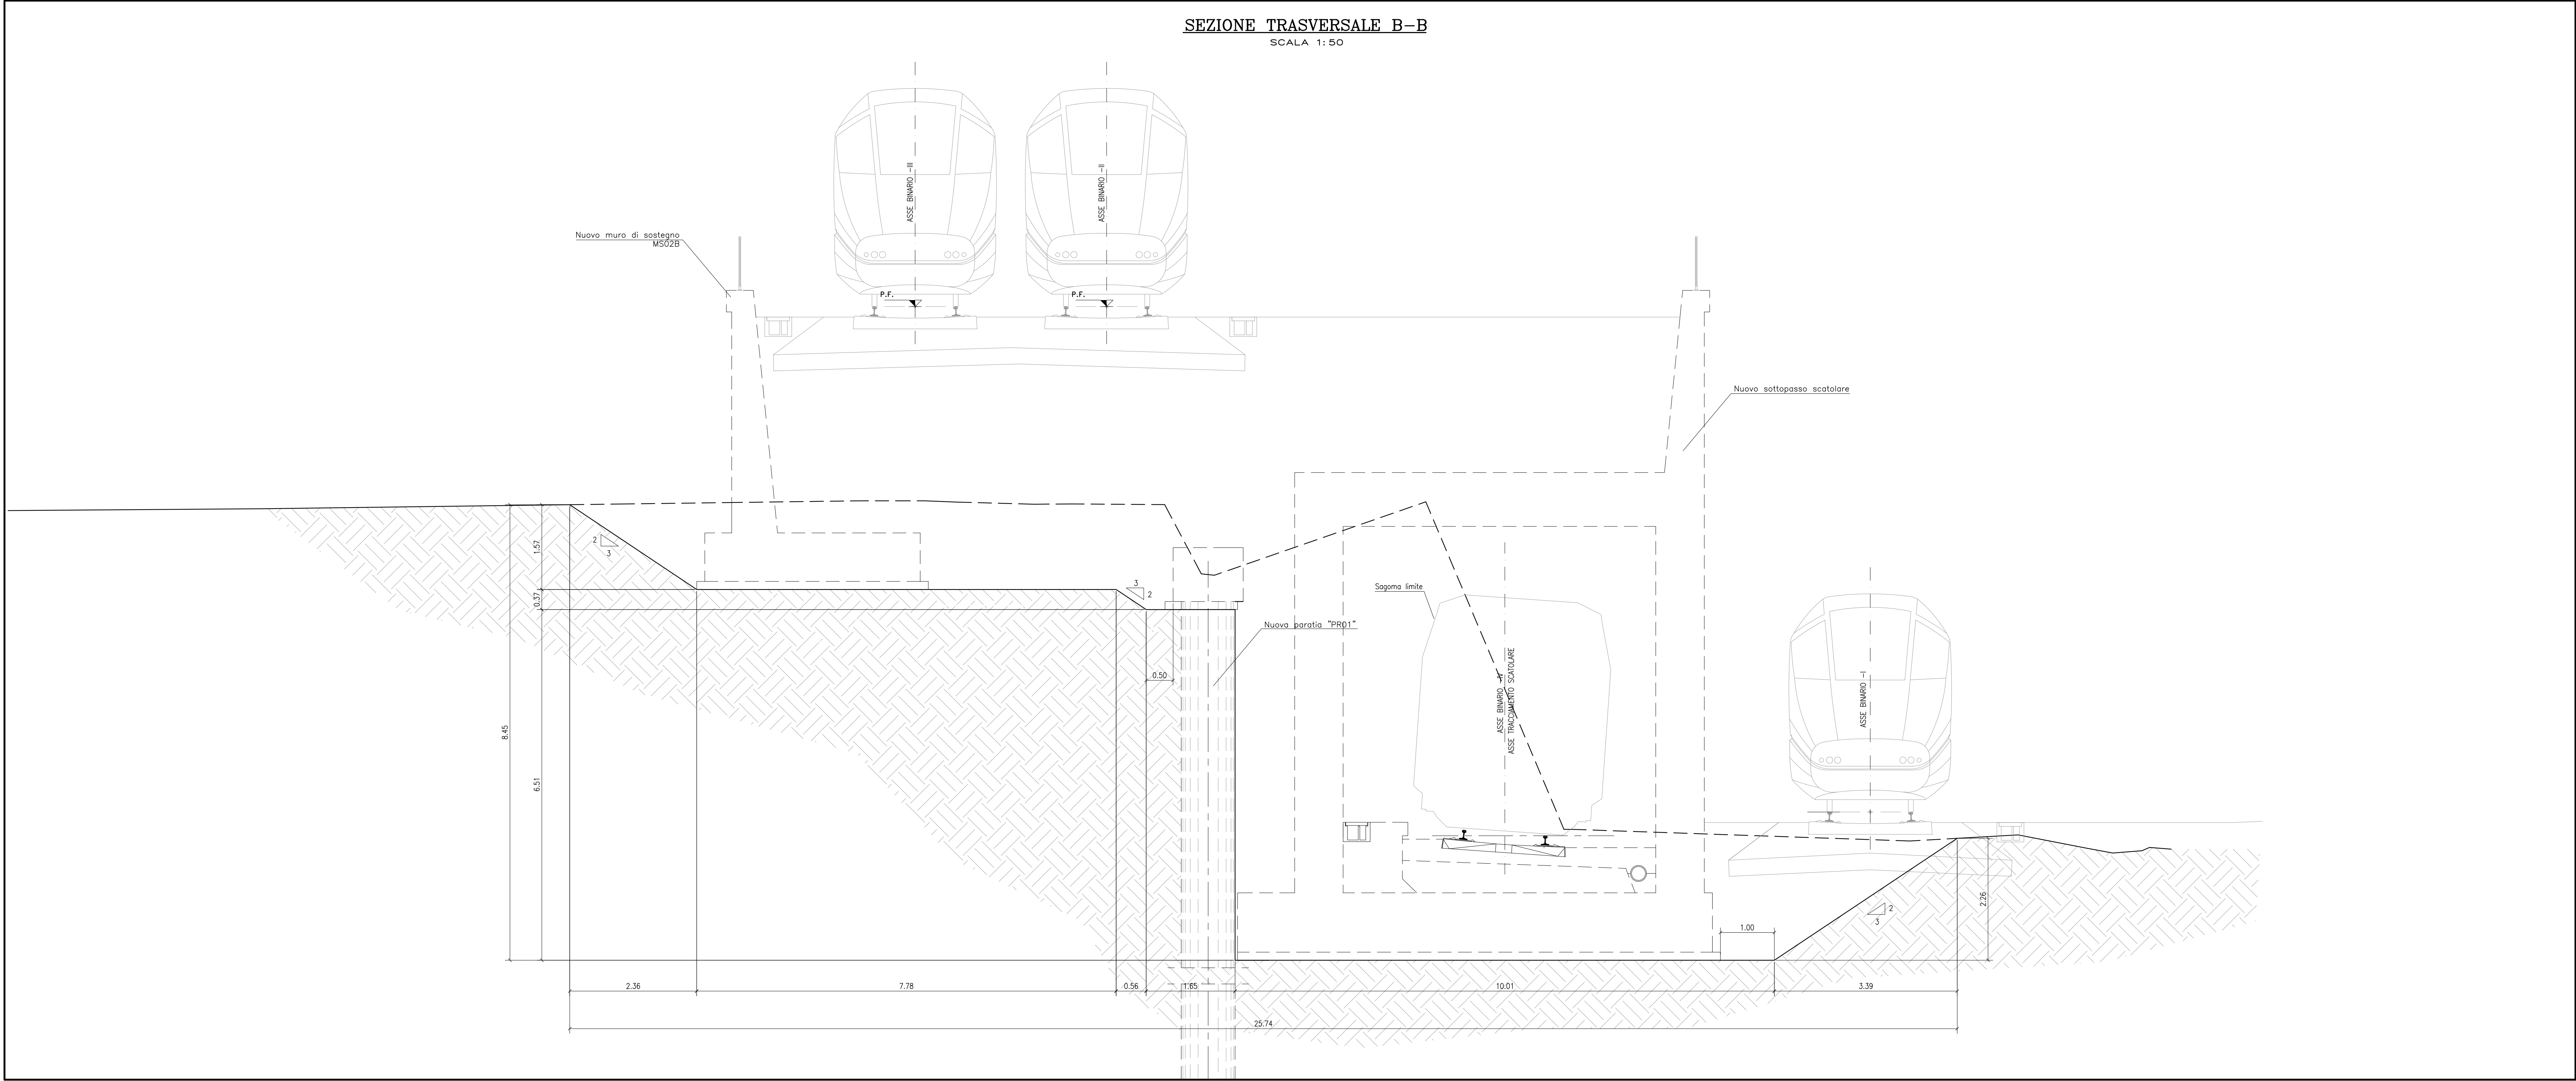 SEZIONE TRASVERSALE B-B
SCALA 1:50
ASSE BINARIO -III
ASSE BINARIO -II
Nuovo muro di sostegno
MS02B
P.F.
P.F.
Nuovo sottopasso scatolare
1.57
2
3
Sagoma limite
0.37
3
2
Nuova paratia "PR01"
0.50
ASSE BINARIO
ASSE TRACCIAMENTO SCATOLARE
ASSE BINARIO -I
8.45
6.51
2.26
2
3
1.00
2.36
7.78
0.56
1.65
10.01
3.39
25.74